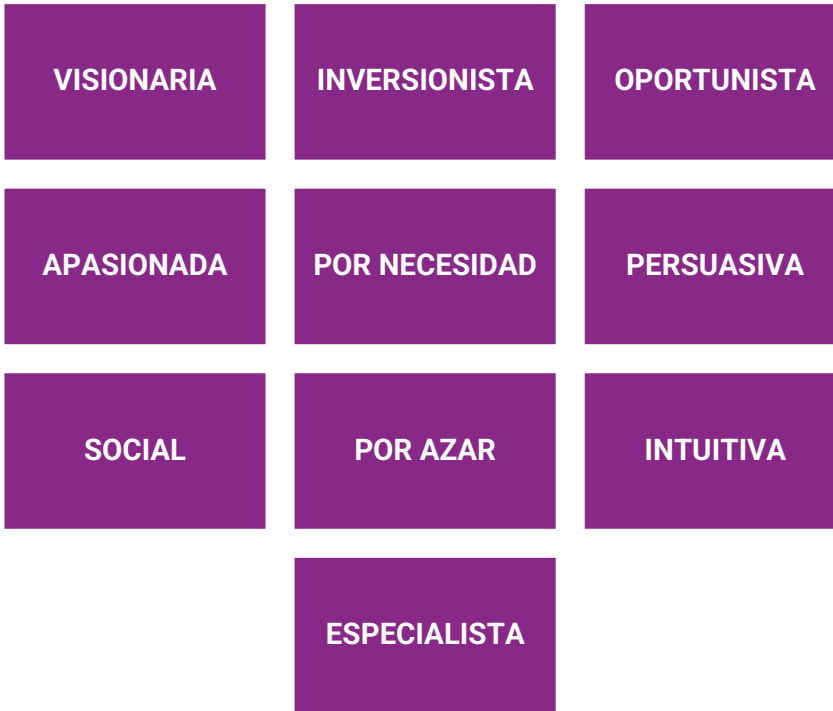 VISIONARIA
INVERSIONISTA
OPORTUNISTA
APASIONADA
POR NECESIDAD
PERSUASIVA
SOCIAL
POR AZAR
INTUITIVA
ESPECIALISTA